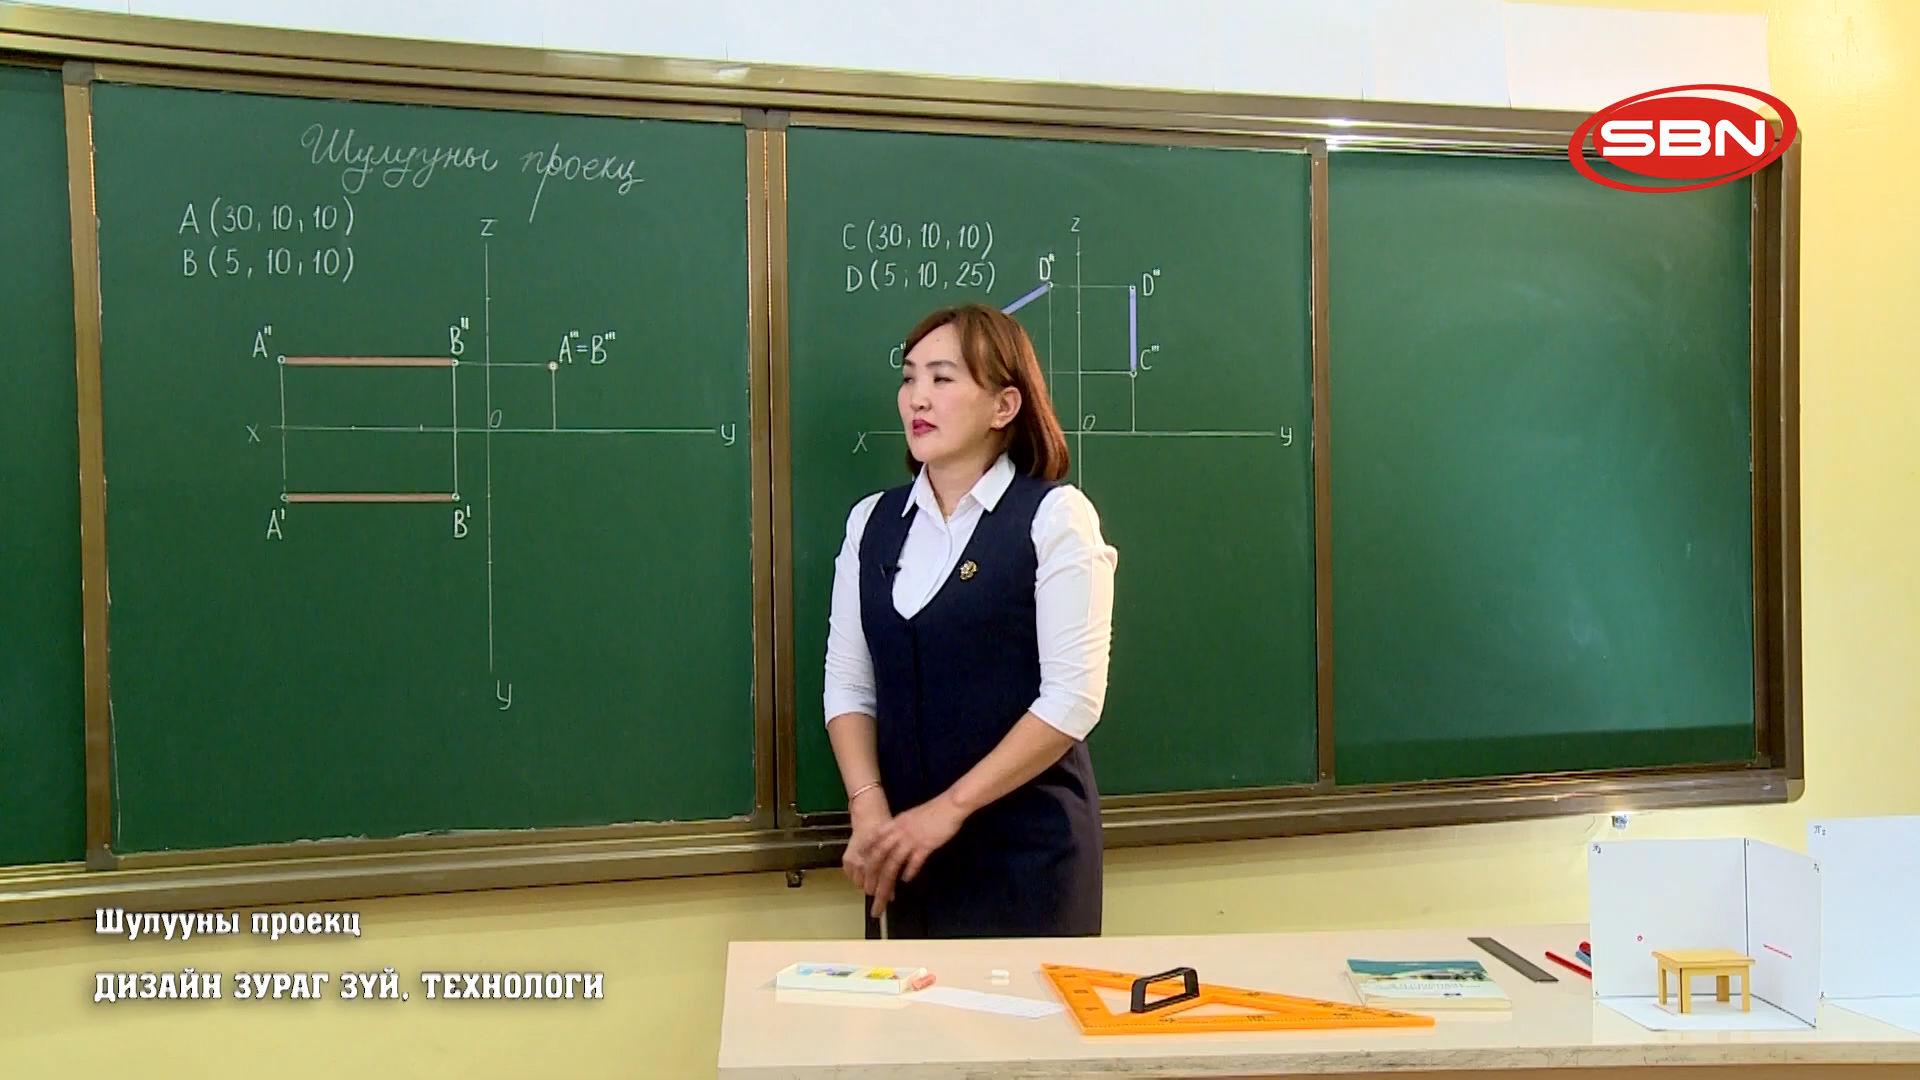 Шулууны проекц
A (30, 10, 10)
B (5, 10, 10)
z
A" B" A'''=B'''
x 0 y
A' B'
y
C (30, 10, 10)
D (5, 10, 25)
z
D" D'''
C" C'''
x 0 y
SBN
Шулууны проекц
ДИЗАЙН ЗУРАГ ЗҮЙ, ТЕХНОЛОГИ